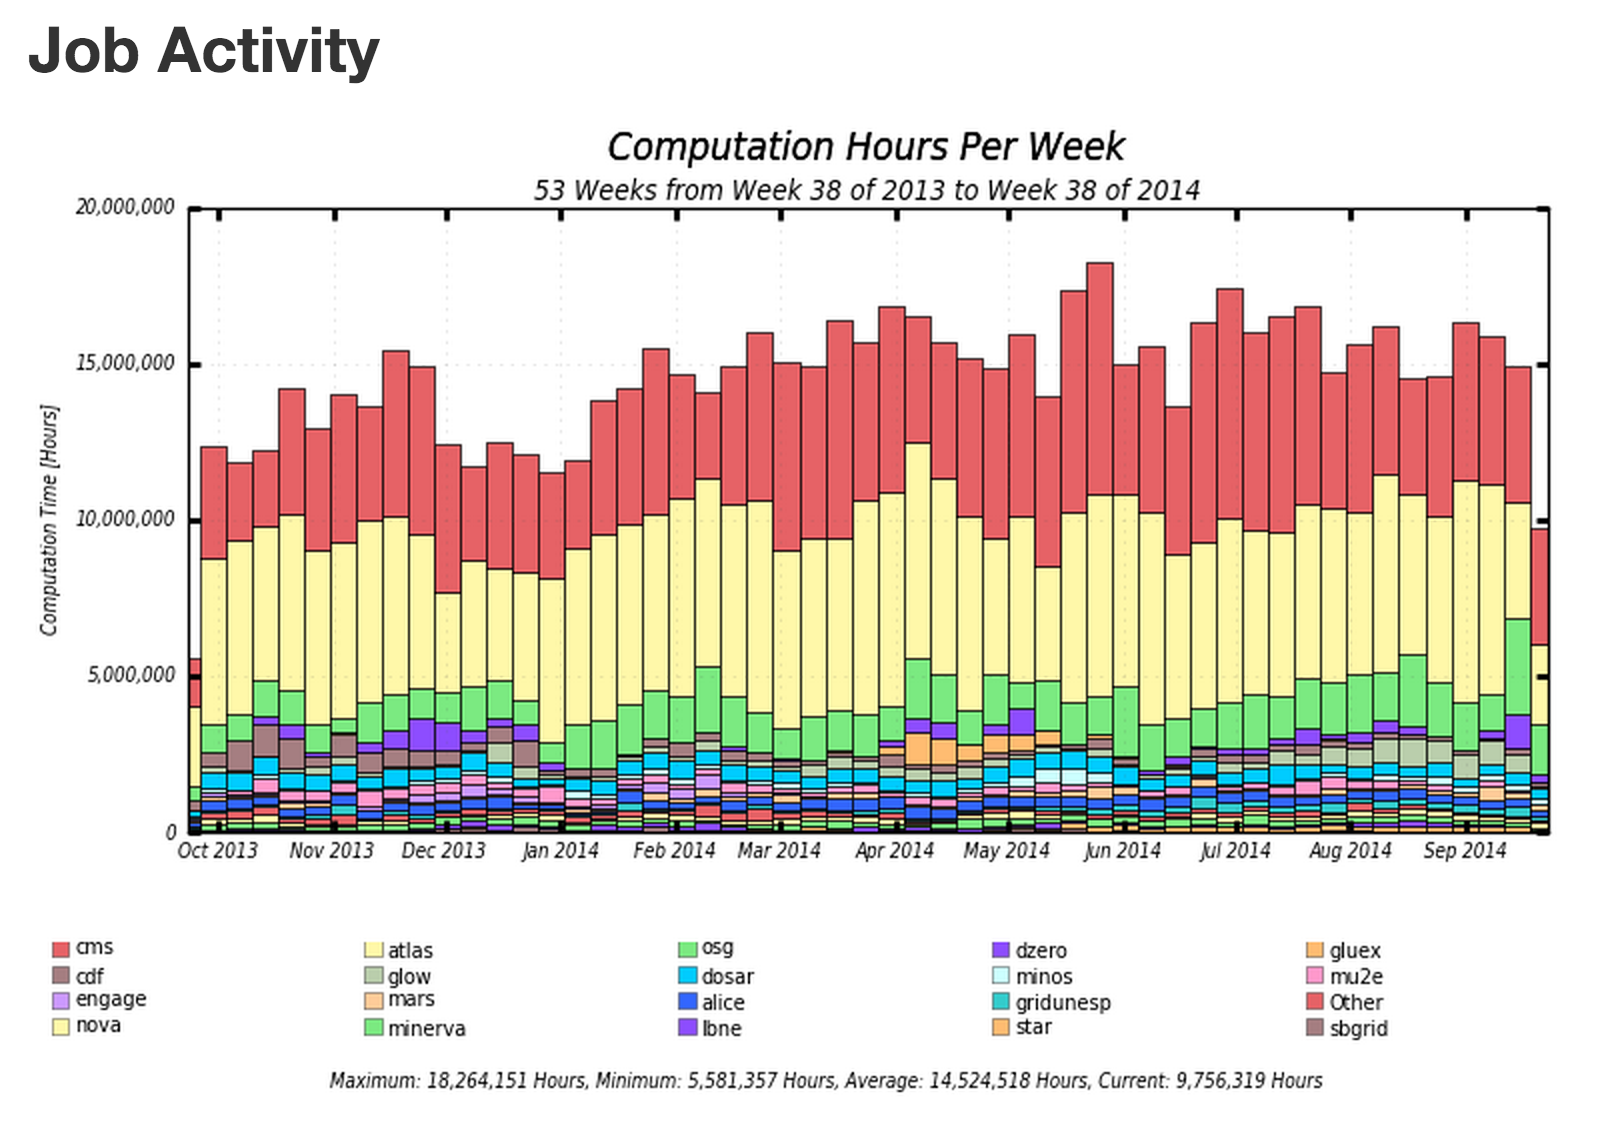 Job Activity
Computation Hours Per Week
53 Weeks from Week 38 of 2013 to Week 38 of 2014
Computation Time [Hours]
20,000,000
15,000,000
10,000,000
5,000,000
0
Oct 2013 Nov 2013 Dec 2013 Jan 2014 Feb 2014 Mar 2014 Apr 2014 May 2014 Jun 2014 Jul 2014 Aug 2014 Sep 2014
cms atlas osg dzero gluex
cdf glow dosar minos mu2e
engage mars alice gridunesp Other
nova minerva lbne star sbgrid
Maximum: 18,264,151 Hours, Minimum: 5,581,357 Hours, Average: 14,524,518 Hours, Current: 9,756,319 Hours